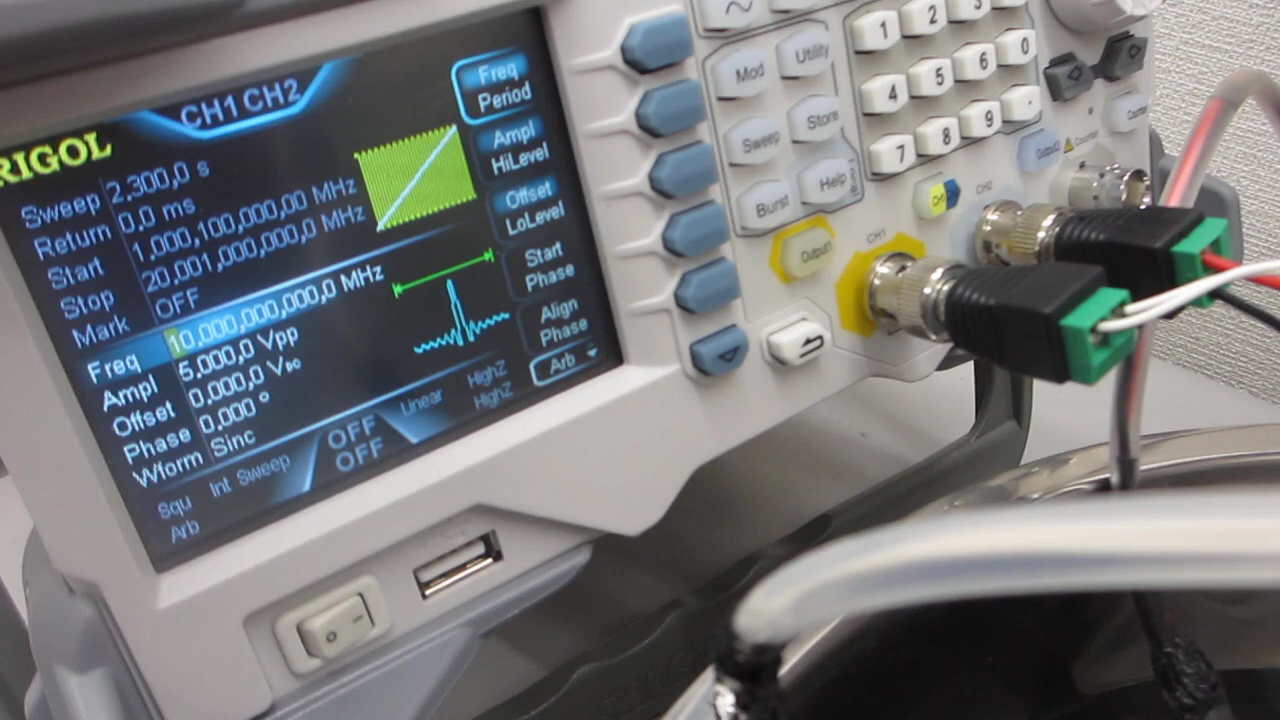 RIGOL
CH1 CH2
Sweep 2.300,0 s
Return 0.0 ms
Start 1.000,100,000,00 MHz
Stop 20.001,000,000,0 MHz
Mark OFF
Freq 10.000,000,000,0 MHz
Ampl 5.000,0 Vpp
Offset 0.000,0 VDC
Phase 0.000 °
Wform Sinc
Squ Int Sweep OFF Linear HighZ
Arb OFF HighZ
Freq
Period
Ampl
HiLevel
Offset
LoLevel
Start
Phase
Align
Phase
Arb
Mod
Utility
Sweep
Store
Burst
Help
1 2 3
4 5 6 0
7 8 9 .
Output1
CH1
CH2
Output2
Counter